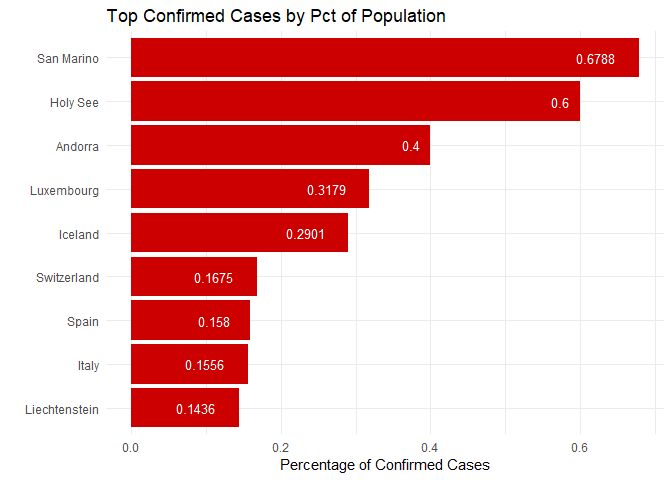 Top Confirmed Cases by Pct of Population
San Marino 0.6788
Holy See 0.6
Andorra 0.4
Luxembourg 0.3179
Iceland 0.2901
Switzerland 0.1675
Spain 0.158
Italy 0.1556
Liechtenstein 0.1436
0.0 0.2 0.4 0.6
Percentage of Confirmed Cases